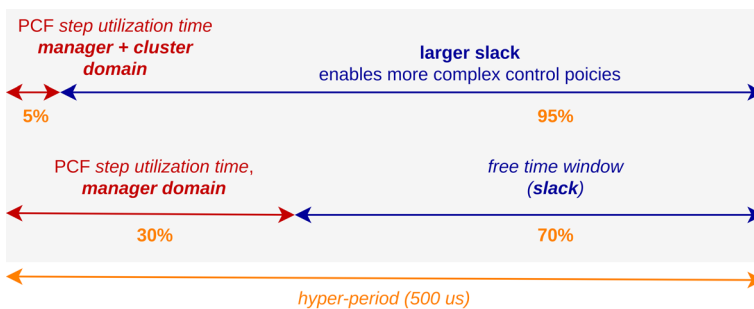 PCF step utilization time
manager + cluster
domain
larger slack
enables more complex control poicies
5%
95%
PCF step utilization time,
manager domain
free time window
(slack)
30%
70%
hyper-period (500 us)